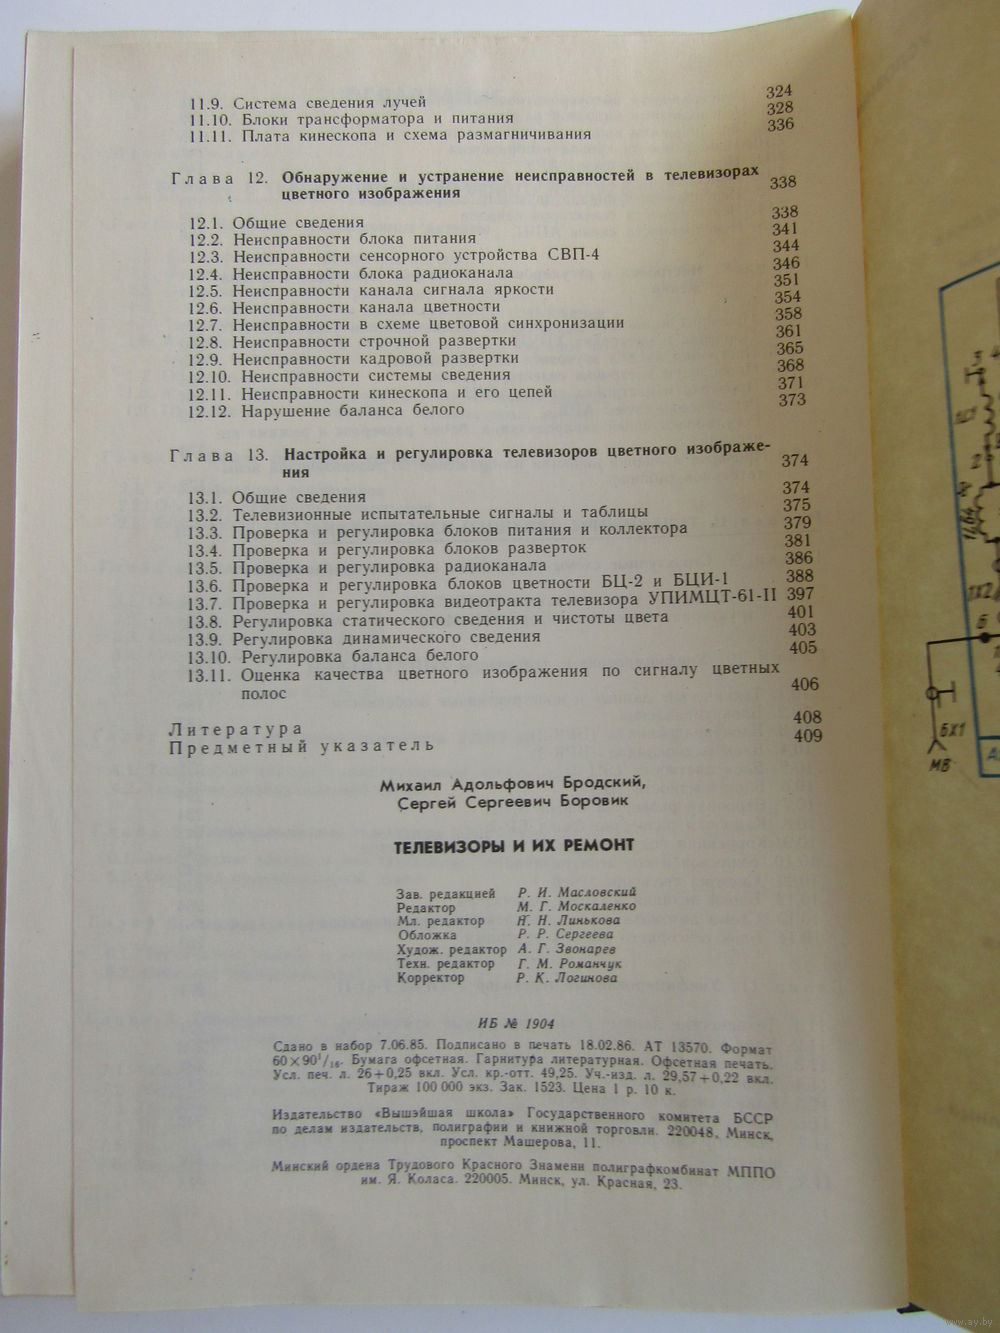 11.9. Система сведения лучей 324
11.10. Блоки трансформатора и питания 328
11.11. Плата кинескопа и схема размагничивания 336
Глава 12. Обнаружение и устранение неисправностей в телевизорах
цветного изображения 338
12.1. Общие сведения 338
12.2. Неисправности блока питания 341
12.3. Неисправности сенсорного устройства СВП-4 344
12.4. Неисправности блока радиоканала 346
12.5. Неисправности канала сигнала яркости 351
12.6. Неисправности канала цветности 354
12.7. Неисправности в схеме цветовой синхронизации 358
12.8. Неисправности строчной развертки 361
12.9. Неисправности кадровой развертки 365
12.10. Неисправности системы сведения 368
12.11. Неисправности кинескопа и его цепей 371
12.12. Нарушение баланса белого 373
Глава 13. Настройка и регулировка телевизоров цветного изображе-
ния 374
13.1. Общие сведения 374
13.2. Телевизионные испытательные сигналы и таблицы 375
13.3. Проверка и регулировка блоков питания и коллектора 379
13.4. Проверка и регулировка блоков разверток 381
13.5. Проверка и регулировка радиоканала 386
13.6. Проверка и регулировка блоков цветности БЦ-2 и БЦИ-1 388
13.7. Проверка и регулировка видеотракта телевизора УПИМЦТ-61-II 397
13.8. Регулировка статического сведения и чистоты цвета 401
13.9. Регулировка динамического сведения 403
13.10. Регулировка баланса белого 405
13.11. Оценка качества цветного изображения по сигналу цветных
полос 406
Литература 408
Предметный указатель 409
Михаил Адольфович Бродский,
Сергей Сергеевич Боровик
ТЕЛЕВИЗОРЫ И ИХ РЕМОНТ
Зав. редакцией Р. И. Масловский
Редактор М. Г. Москаленко
Мл. редактор Н. Н. Линькова
Обложка Р. Р. Сергеева
Худож. редактор А. Г. Звонарев
Техн. редактор Г. М. Романчук
Корректор Р. К. Логинова
ИБ № 1904
Сдано в набор 7.06.85. Подписано в печать 18.02.86. АТ 13570. Формат
60×90¹/₁₆. Бумага офсетная. Гарнитура литературная. Офсетная печать.
Усл. печ. л. 26+0,25 вкл. Усл. кр.-отт. 49,25. Уч.-изд. л. 29,57+0,22 вкл.
Тираж 100 000 экз. Зак. 1523. Цена 1 р. 10 к.
Издательство «Вышэйшая школа» Государственного комитета БССР
по делам издательств, полиграфии и книжной торговли. 220048, Минск,
проспект Машерова, 11.
Минский ордена Трудового Красного Знамени полиграфкомбинат МППО
им. Я. Коласа. 220005. Минск, ул. Красная, 23.
6
БХ1
МВ
www.ay.by